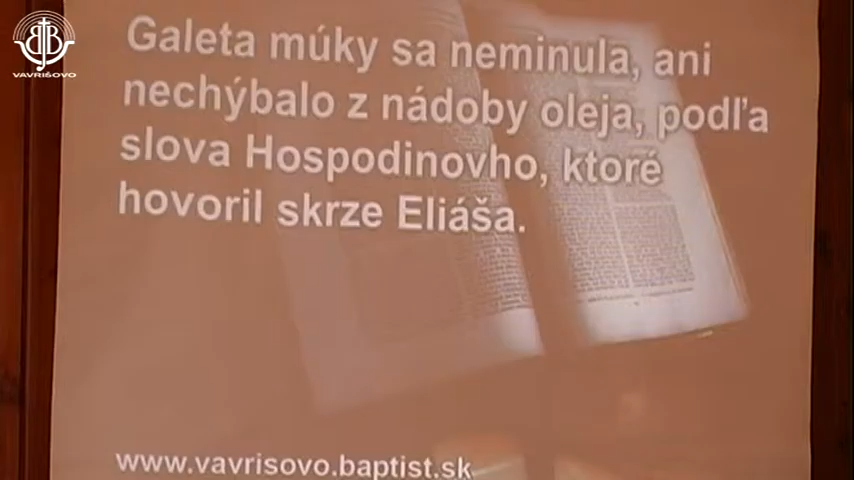 VAVRIŠOVO
Galeta múky sa neminula, ani
nechýbalo z nádoby oleja, podľa
slova Hospodinovho, ktoré
hovoril skrze Eliáša.
www.vavrisovo.baptist.sk